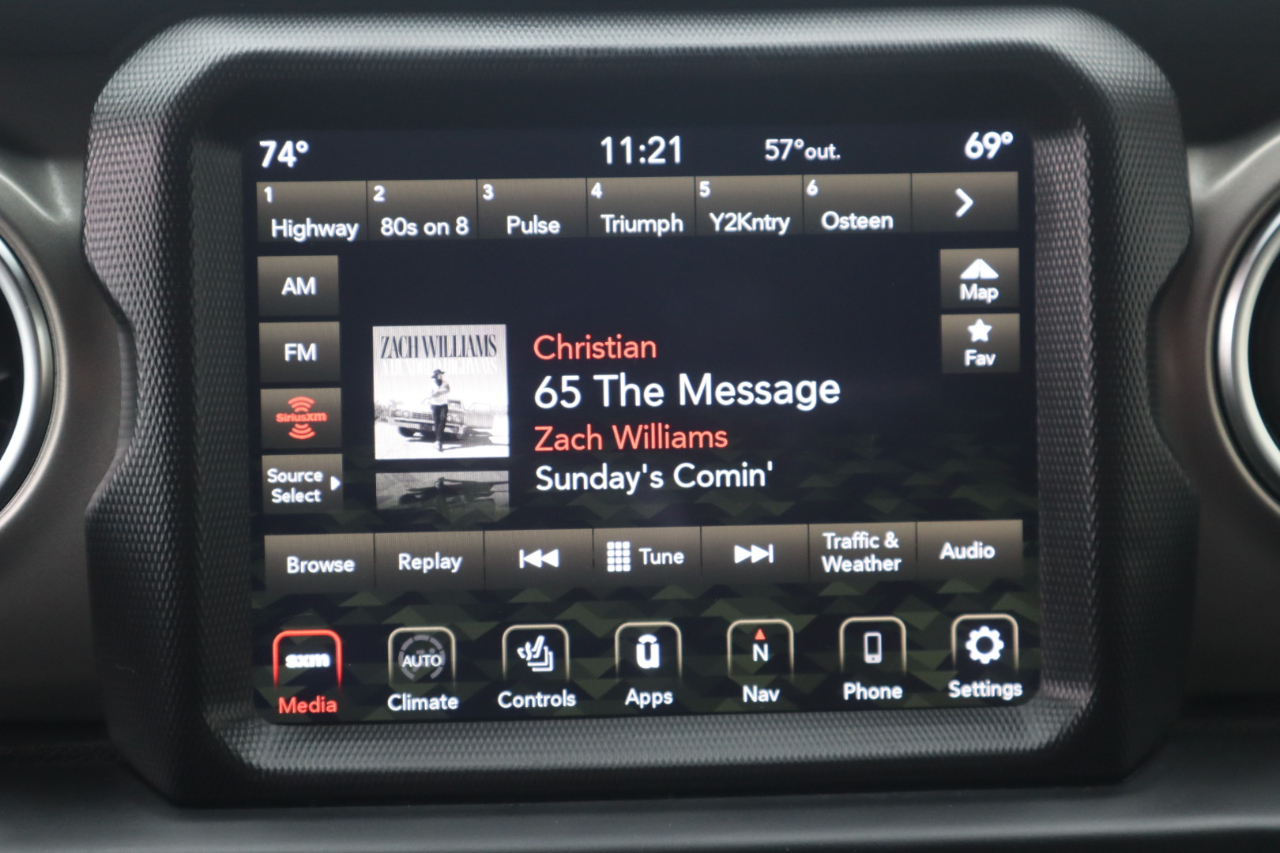 74° 11:21 57°out. 69°
1 2 3 4 5 6
Highway 80s on 8 Pulse Triumph Y2Kntry Osteen
AM
FM
SiriusXm
Source
Select
Map
Fav
ZACH WILLIAMS
A HUNDRED HIGHWAYS
Christian
65 The Message
Zach Williams
Sunday's Comin'
Browse Replay Tune Traffic &
Weather Audio
sxm AUTO N
Media Climate Controls Apps Nav Phone Settings